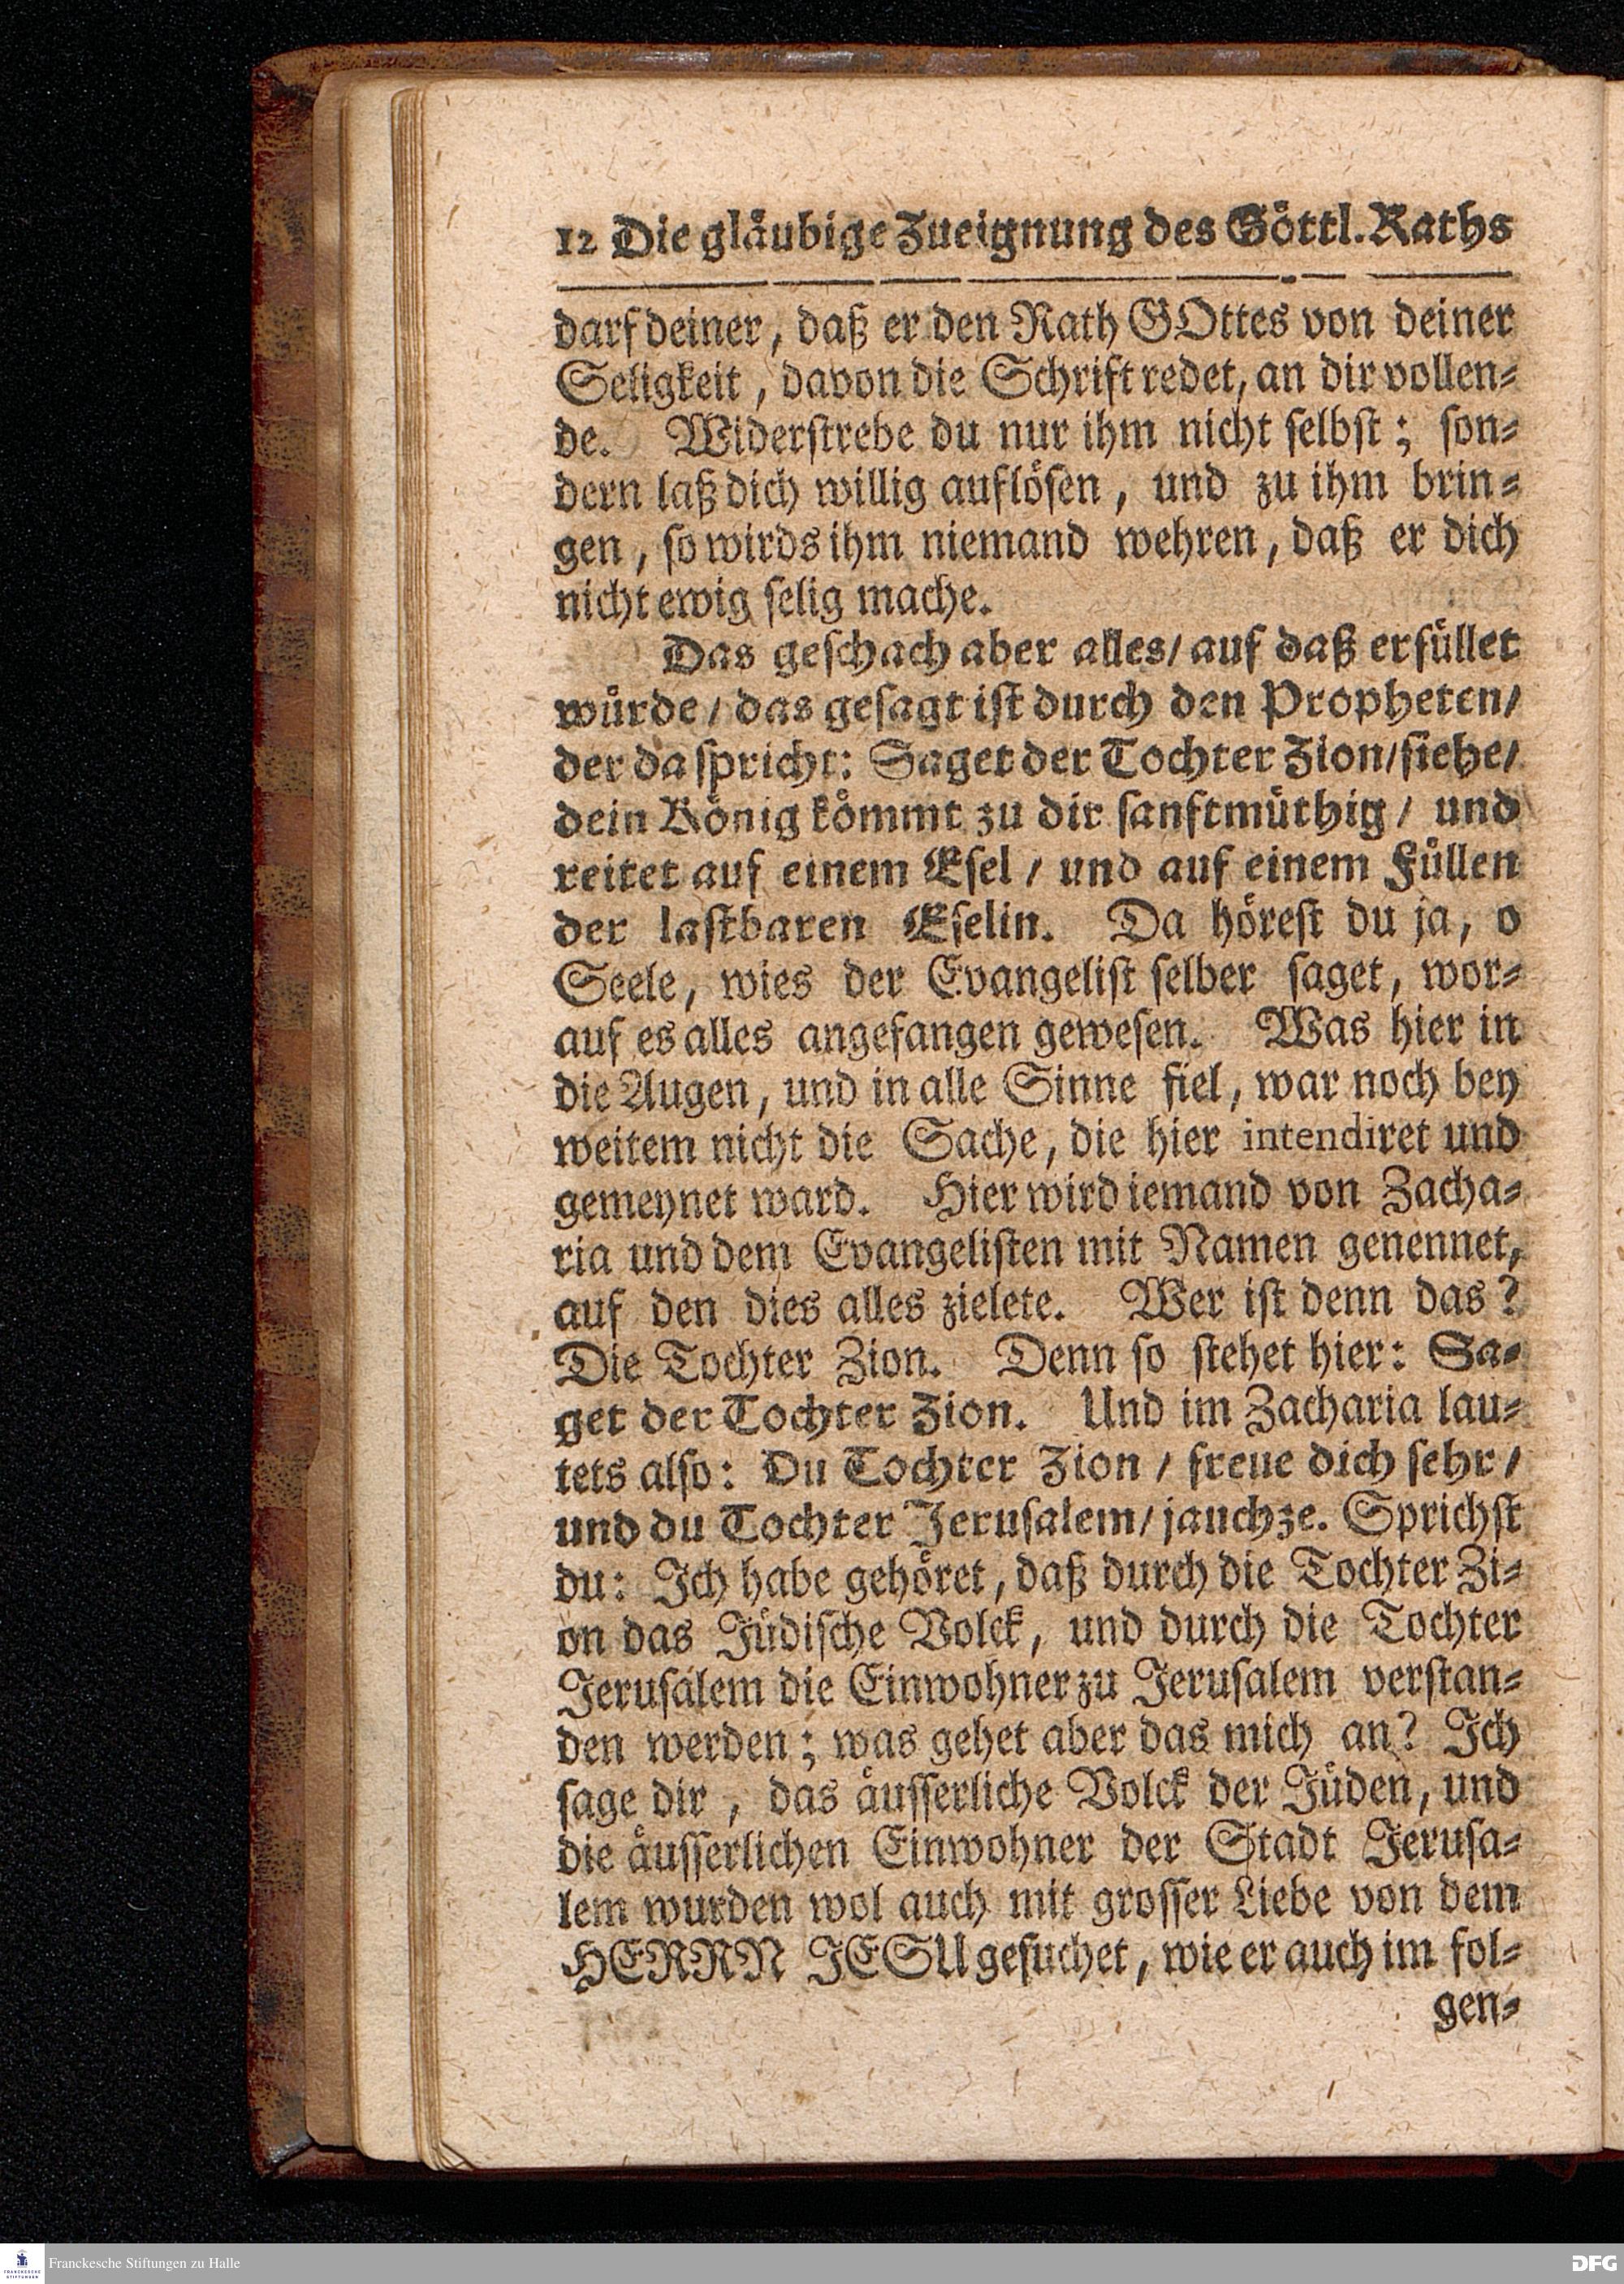 12 Die gläubige Zueignung des Göttl. Raths
darf deiner, daß er den Rath GOttes von deiner
Seligkeit, davon die Schrift redet, an dir vollen-
de. Widerstrebe du nur ihm nicht selbst; son-
dern laß dich willig auflösen, und zu ihm brin-
gen, so wirds ihm niemand wehren, daß er dich
nicht ewig selig mache.
Das geschach aber alles/ auf daß erfüllet
würde/ das gesagt ist durch den Propheten/
der da spricht: Saget der Tochter Zion/ siehe/
dein König kömmt zu dir sanftmüthig/ und
reitet auf einem Esel/ und auf einem Füllen
der lastbaren Eselin. Da hörest du ja, o
Seele, wies der Evangelist selber saget, wor-
auf es alles angefangen gewesen. Was hier in
die Augen, und in alle Sinne fiel, war noch bey
weitem nicht die Sache, die hier intendiret und
gemeynet ward. Hier wird iemand von Zacha-
ria und dem Evangelisten mit Namen genennet,
auf den dies alles zielete. Wer ist denn das?
Die Tochter Zion. Denn so stehet hier: Sa-
get der Tochter Zion. Und im Zacharia lau-
tets also: Du Tochter Zion/ freue dich sehr/
und du Tochter Jerusalem/ jauchze. Sprichst
du: Ich habe gehöret, daß durch die Tochter Zi-
on das Jüdische Volck, und durch die Tochter
Jerusalem die Einwohner zu Jerusalem verstan-
den werden; was gehet aber das mich an? Ich
sage dir, das äusserliche Volck der Jüden, und
die äusserlichen Einwohner der Stadt Jerusa-
lem wurden wol auch mit grosser Liebe von dem
HERRN JESU gesuchet, wie er auch im fol-
gen-
FRANCKESCHE STIFTUNGEN
Franckesche Stiftungen zu Halle
DFG